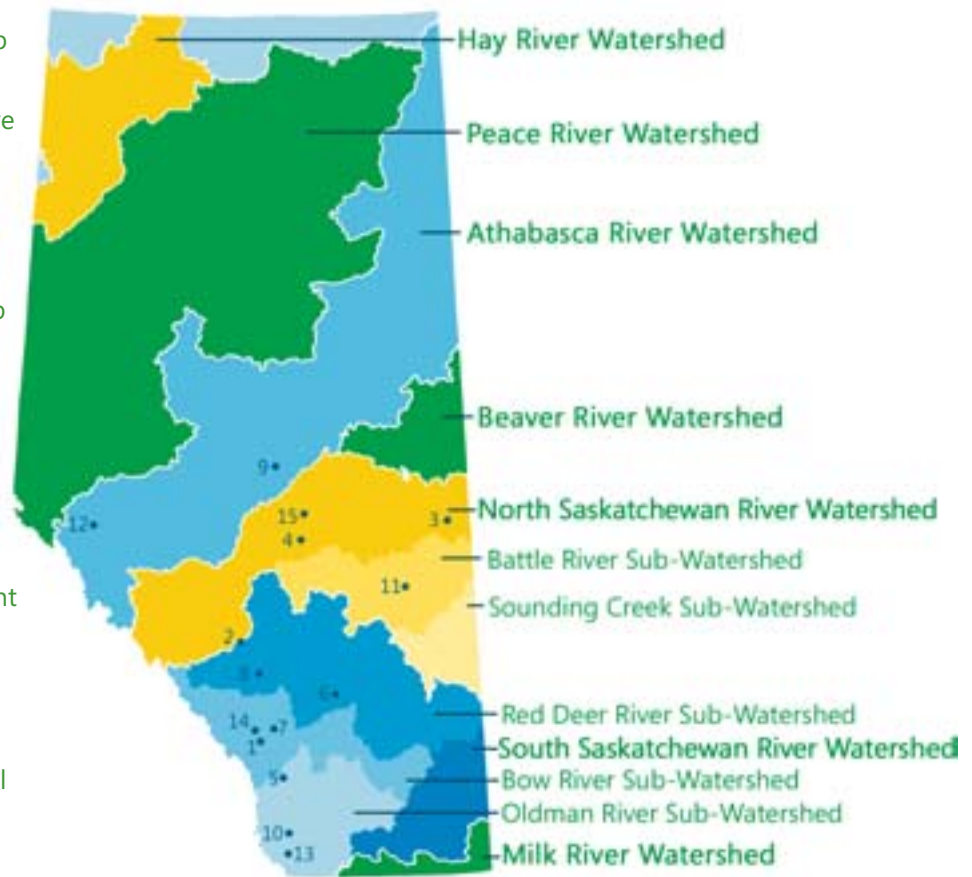 Hay River Watershed
Peace River Watershed
Athabasca River Watershed
Beaver River Watershed
9
12
15
4
3
North Saskatchewan River Watershed
Battle River Sub-Watershed
11
Sounding Creek Sub-Watershed
2
8
6
Red Deer River Sub-Watershed
14
7
1
South Saskatchewan River Watershed
5
Bow River Sub-Watershed
Oldman River Sub-Watershed
10
13
Milk River Watershed